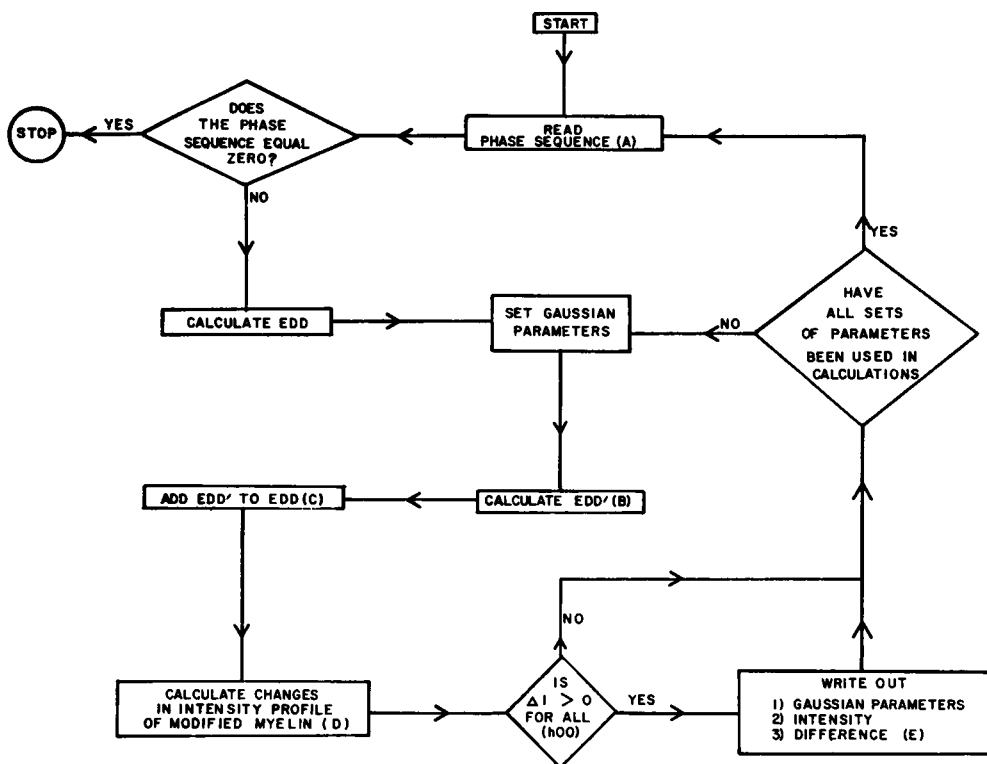 START
READ
PHASE SEQUENCE (A)
DOES
THE PHASE
SEQUENCE EQUAL
ZERO?
YES
STOP
NO
CALCULATE EDD
SET GAUSSIAN
PARAMETERS
NO
HAVE
ALL SETS
OF PARAMETERS
BEEN USED IN
CALCULATIONS
YES
CALCULATE EDD' (B)
ADD EDD' TO EDD (C)
CALCULATE CHANGES
IN INTENSITY PROFILE
OF MODIFIED MYELIN (D)
IS
Δ I > 0
FOR ALL
(h00)
NO
YES
WRITE OUT
1) GAUSSIAN PARAMETERS
2) INTENSITY
3) DIFFERENCE (E)